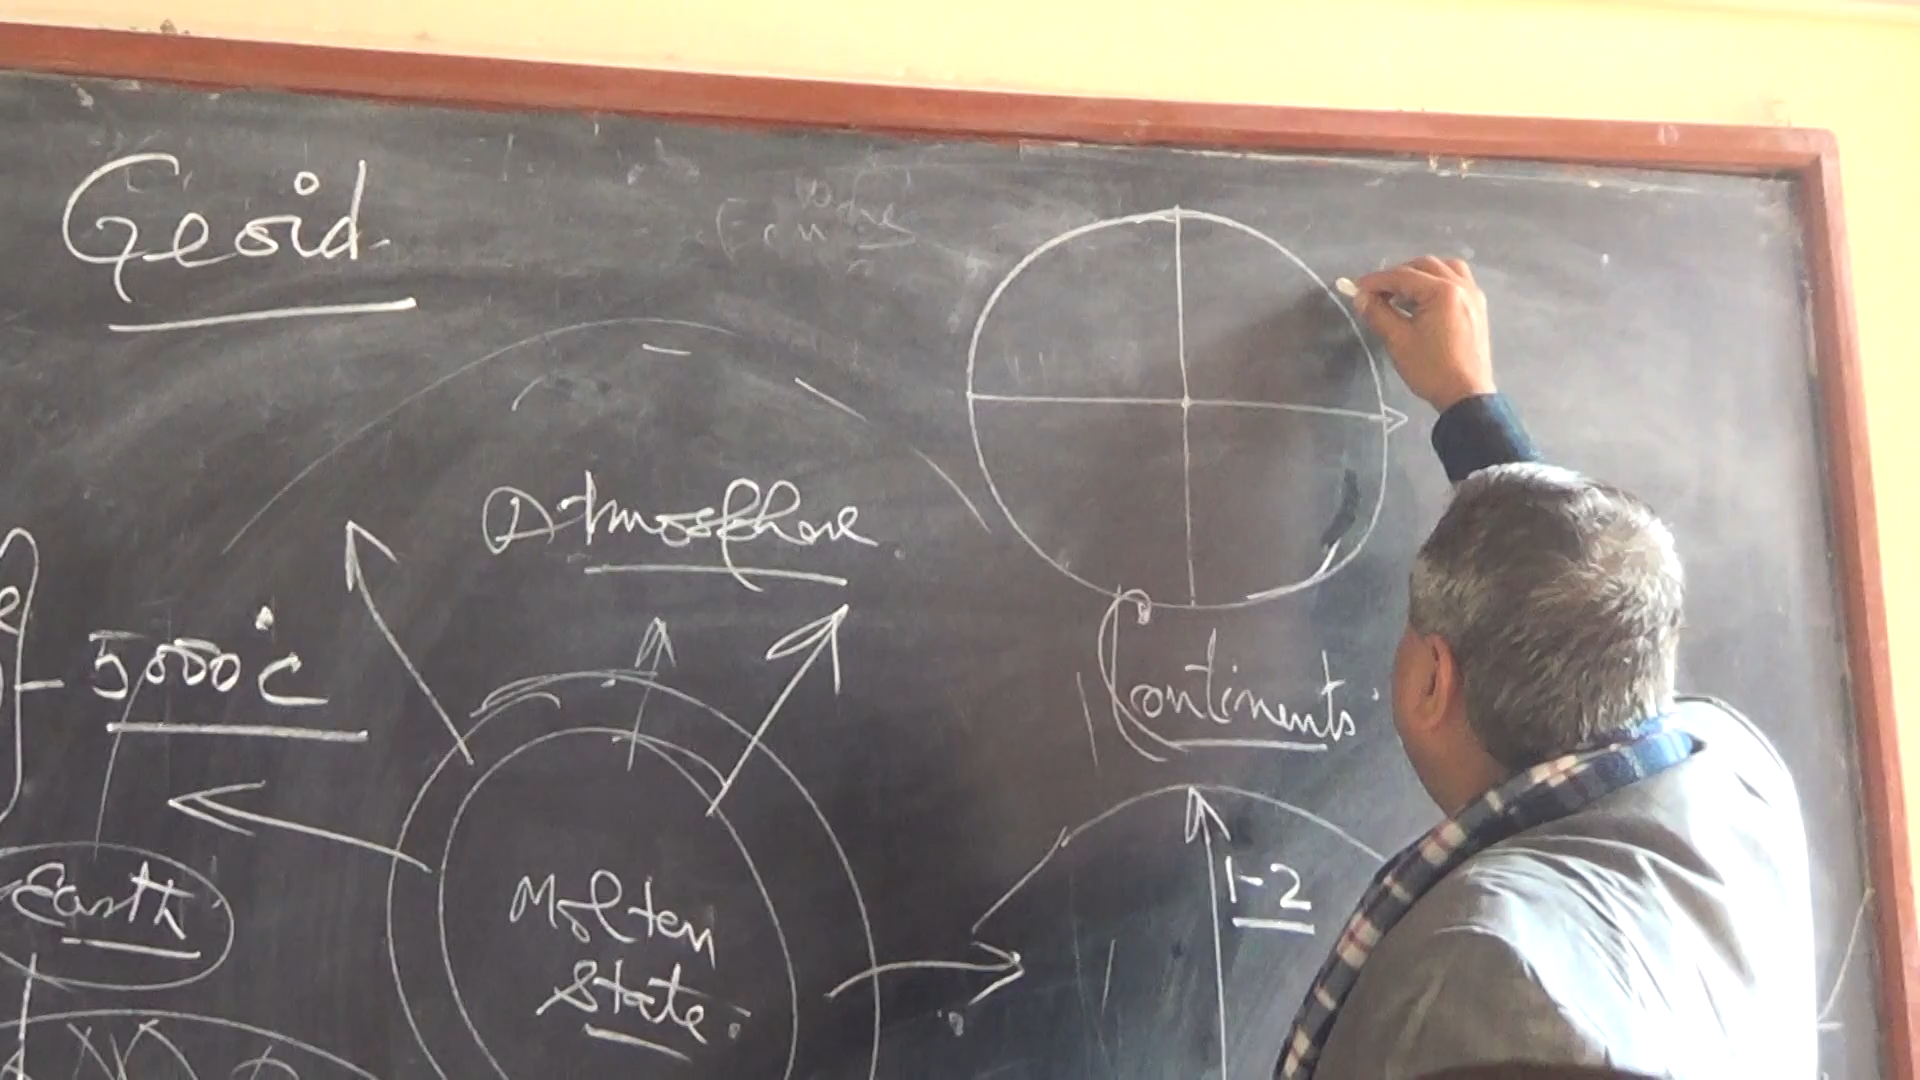 Geoid
Atmosphere
5000°C
Continents
Earth
1-2
Molten
State